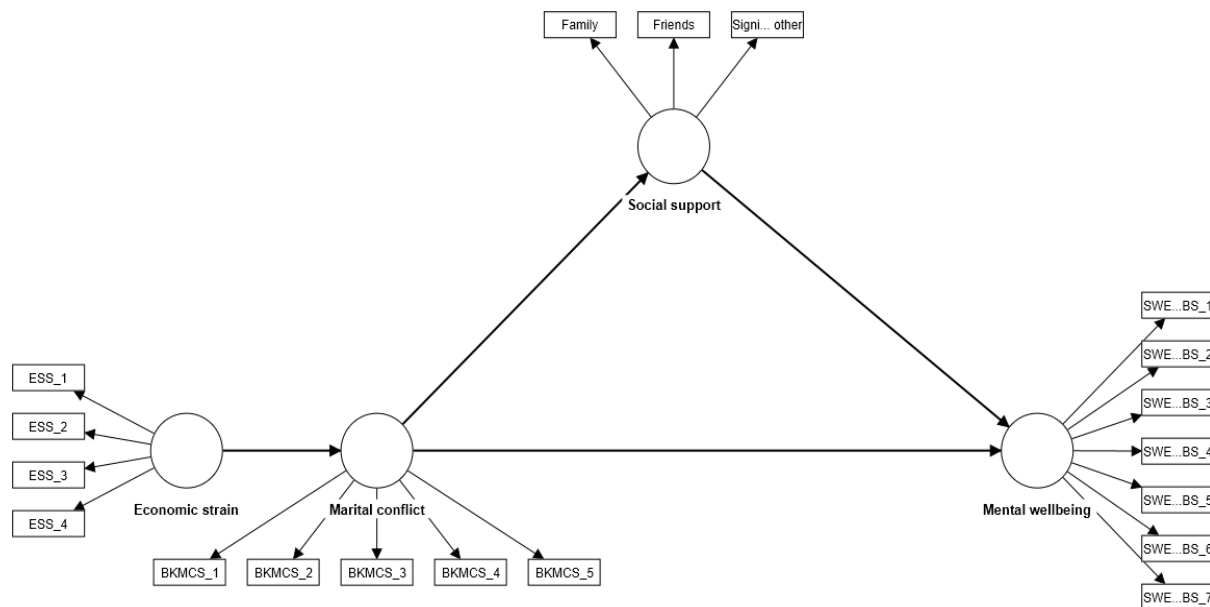 Family
Friends
Signi... other
Social support
SWE...BS_1
SWE...BS_2
SWE...BS_3
SWE...BS_4
SWE...BS_5
SWE...BS_6
SWE...BS_7
Mental wellbeing
ESS_1
ESS_2
ESS_3
ESS_4
Economic strain
Marital conflict
BKMCS_1
BKMCS_2
BKMCS_3
BKMCS_4
BKMCS_5